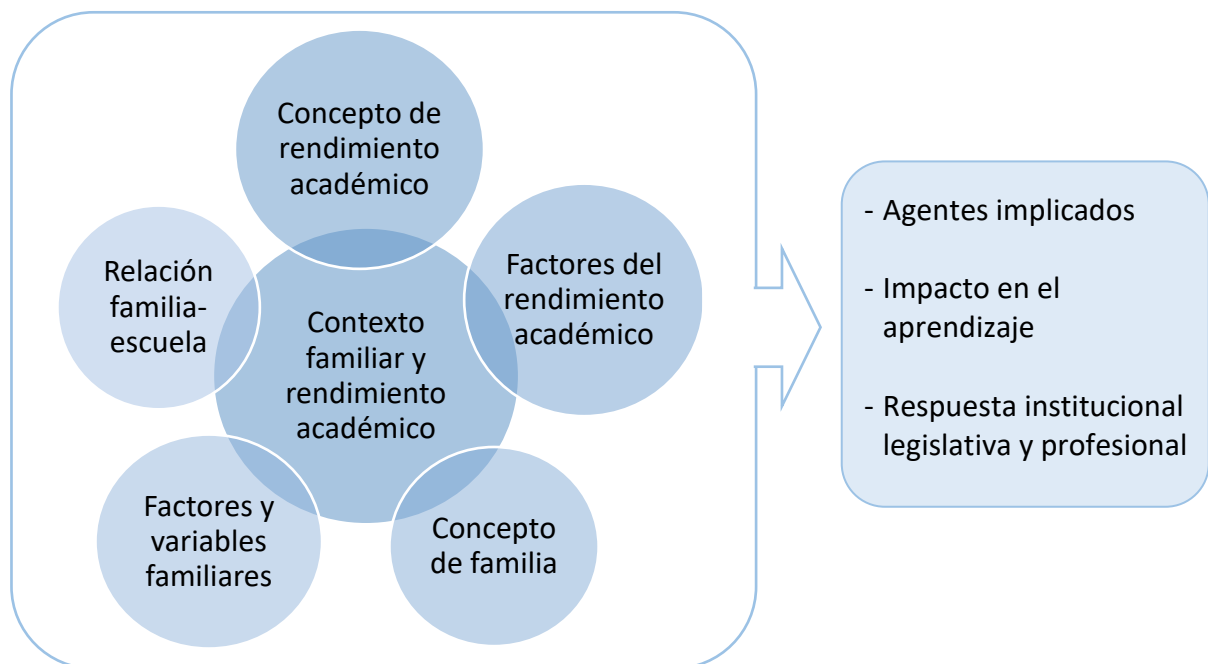 Concepto de
rendimiento
académico
Factores del
rendimiento
académico
Concepto
de familia
Factores y
variables
familiares
Relación
familia-
escuela
Contexto
familiar y
rendimiento
académico
- Agentes implicados
- Impacto en el
aprendizaje
- Respuesta institucional
legislativa y profesional